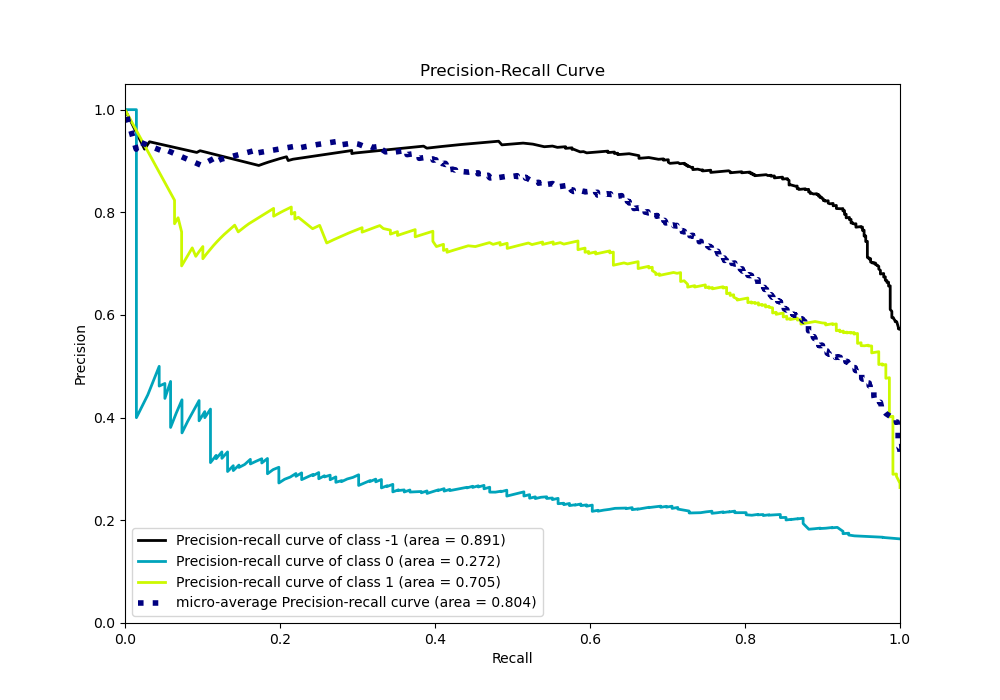 Precision-Recall Curve
1.0
0.8
0.6
0.4
0.2
0.0
Precision
Precision-recall curve of class -1 (area = 0.891)
Precision-recall curve of class 0 (area = 0.272)
Precision-recall curve of class 1 (area = 0.705)
micro-average Precision-recall curve (area = 0.804)
0.0 0.2 0.4 0.6 0.8 1.0
Recall